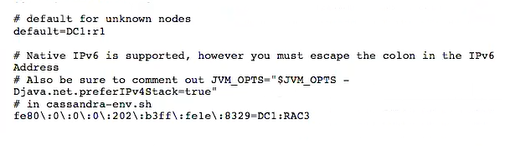 # default for unknown nodes
default=DC1:r1
# Native IPv6 is supported, however you must escape the colon in the IPv6
Address
# Also be sure to comment out JVM_OPTS="$JVM_OPTS -
Djava.net.preferIPv4Stack=true"
# in cassandra-env.sh
fe80\:0\:0\:0\:202\:b3ff\:fe1e\:8329=DC1:RAC3